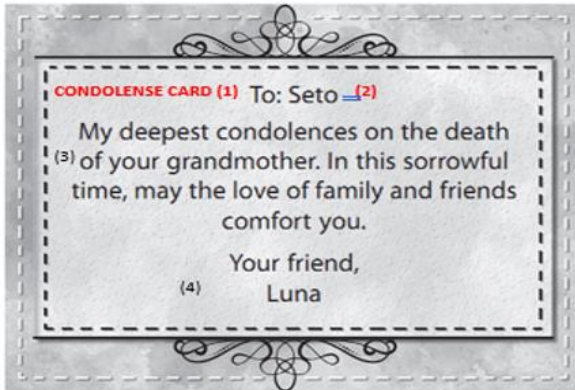 CONDOLENSE CARD (1) To: Seto (2)
My deepest condolences on the death
(3) of your grandmother. In this sorrowful
time, may the love of family and friends
comfort you.
Your friend,
(4) Luna